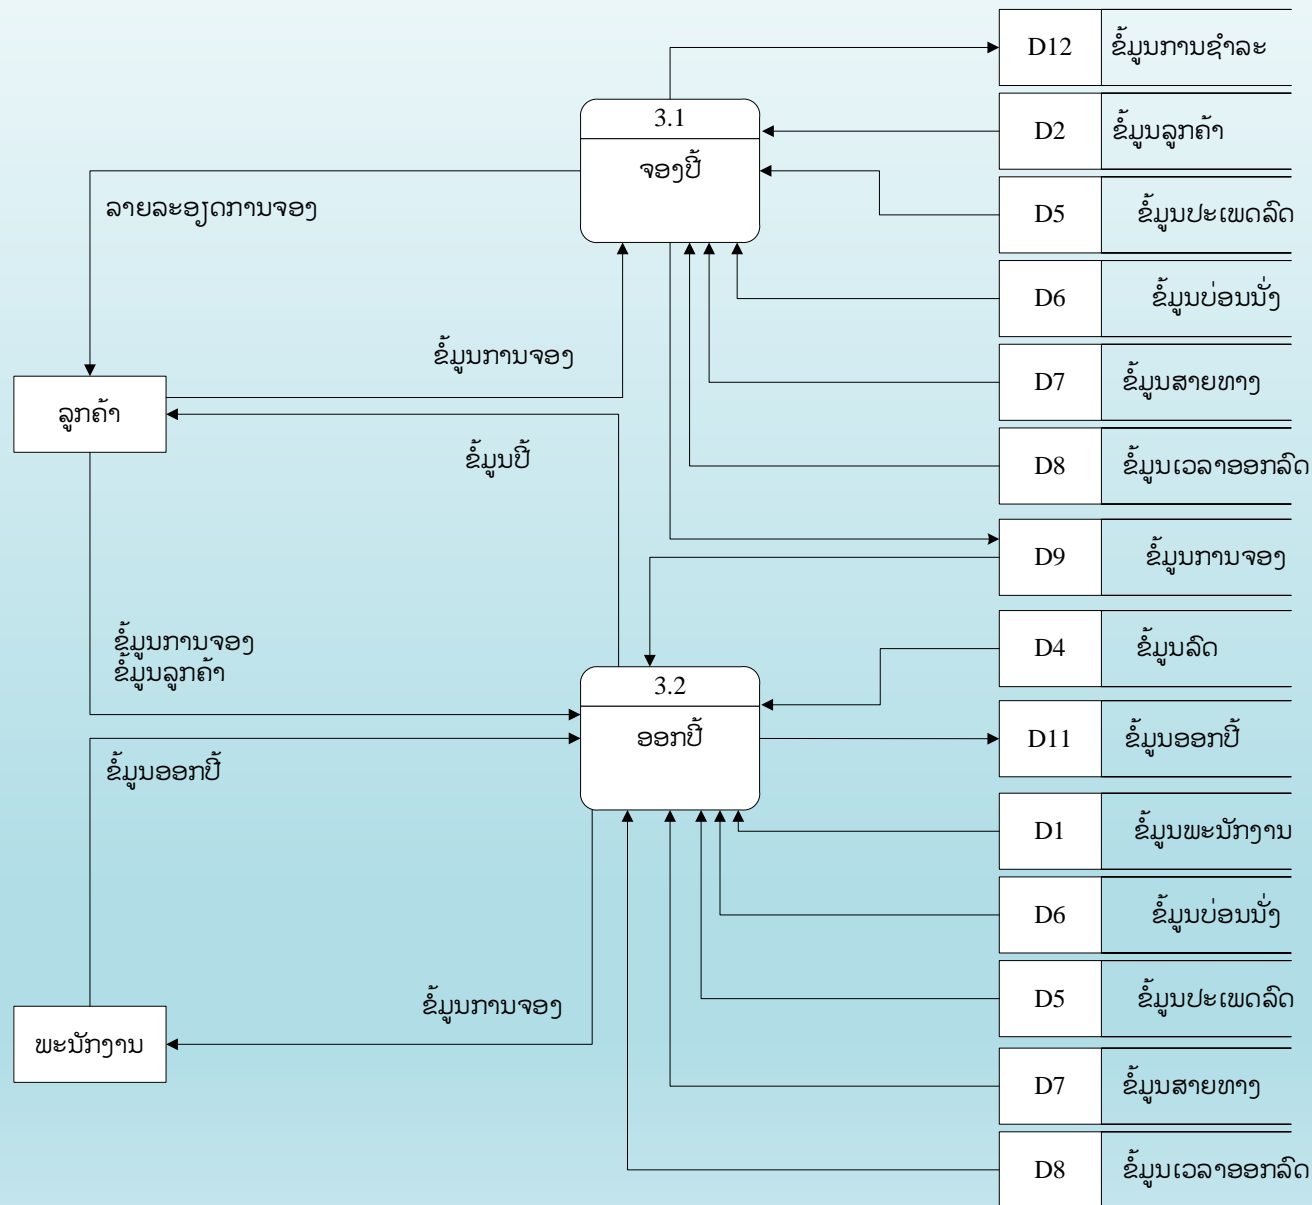 D12 ຂໍ້ມູນການຊຳລະ
3.1
D2 ຂໍ້ມູນລູກຄ້າ
ຈອງປີ້
ລາຍລະອຽດການຈອງ
D5 ຂໍ້ມູນປະເພດລົດ
D6 ຂໍ້ມູນບ່ອນນັ່ງ
ຂໍ້ມູນການຈອງ
D7 ຂໍ້ມູນສາຍທາງ
ລູກຄ້າ
ຂໍ້ມູນປີ້
D8 ຂໍ້ມູນເວລາອອກລົດ
D9 ຂໍ້ມູນການຈອງ
ຂໍ້ມູນການຈອງ
ຂໍ້ມູນລູກຄ້າ
D4 ຂໍ້ມູນລົດ
3.2
ອອກປີ້
D11 ຂໍ້ມູນອອກປີ້
ຂໍ້ມູນອອກປີ້
D1 ຂໍ້ມູນພະນັກງານ
D6 ຂໍ້ມູນບ່ອນນັ່ງ
D5 ຂໍ້ມູນປະເພດລົດ
ຂໍ້ມູນການຈອງ
ພະນັກງານ
D7 ຂໍ້ມູນສາຍທາງ
D8 ຂໍ້ມູນເວລາອອກລົດ